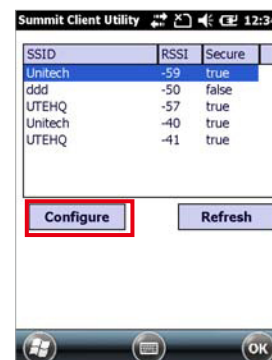 Summit Client Utility 12:34
SSID RSSI Secure
Unitech -59 true
ddd -50 false
UTEHQ -57 true
Unitech -40 true
UTEHQ -41 true
Configure Refresh
OK